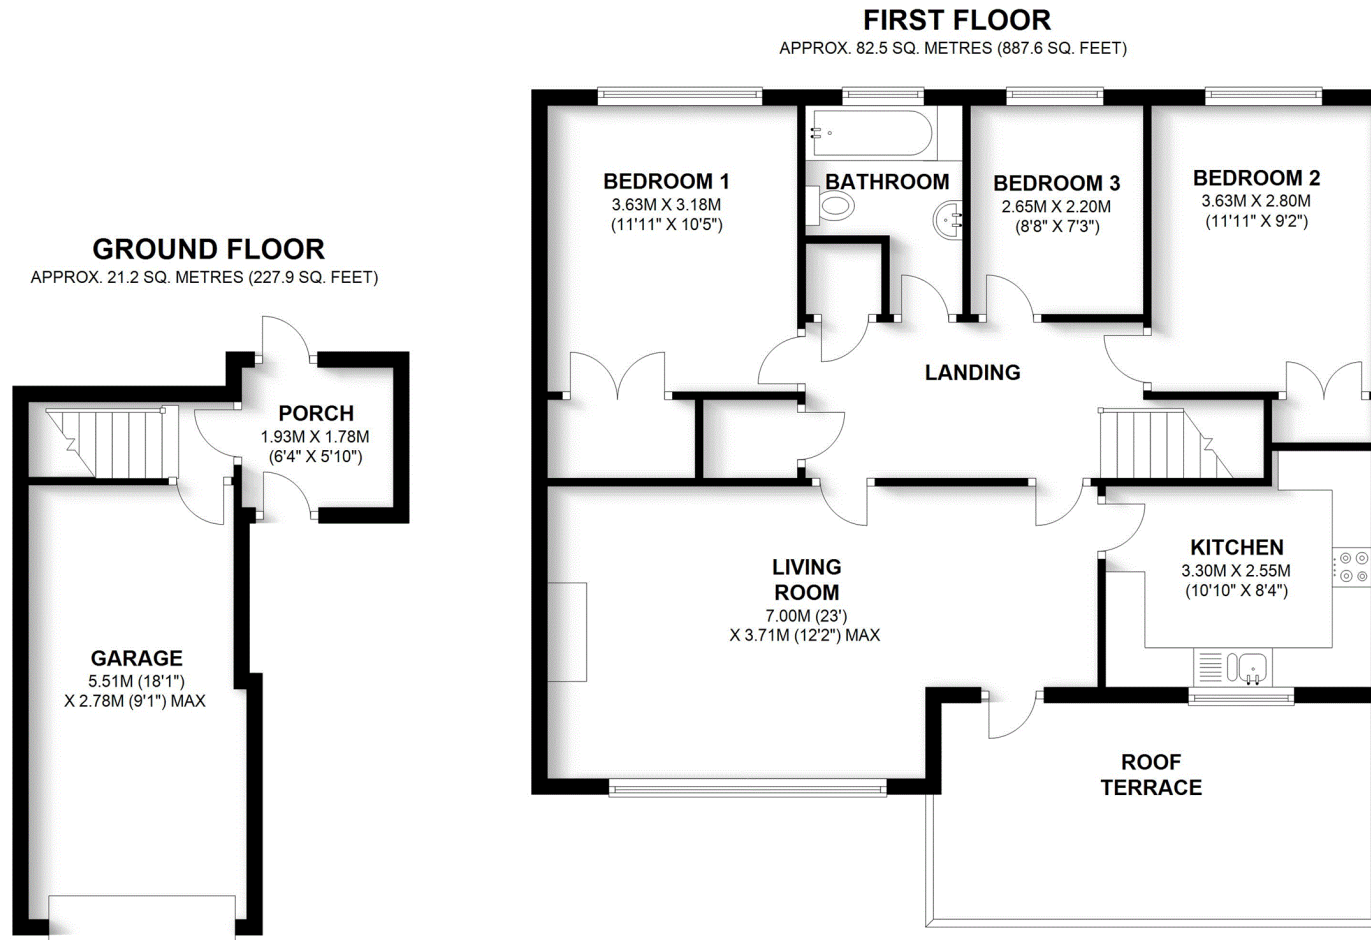 FIRST FLOOR
APPROX. 82.5 SQ. METRES (887.6 SQ. FEET)
BEDROOM 1
3.63M X 3.18M
(11'11" X 10'5")
BATHROOM
BEDROOM 3
2.65M X 2.20M
(8'8" X 7'3")
BEDROOM 2
3.63M X 2.80M
(11'11" X 9'2")
GROUND FLOOR
APPROX. 21.2 SQ. METRES (227.9 SQ. FEET)
LANDING
PORCH
1.93M X 1.78M
(6'4" X 5'10")
LIVING
ROOM
7.00M (23')
X 3.71M (12'2") MAX
KITCHEN
3.30M X 2.55M
(10'10" X 8'4")
GARAGE
5.51M (18'1")
X 2.78M (9'1") MAX
ROOF
TERRACE